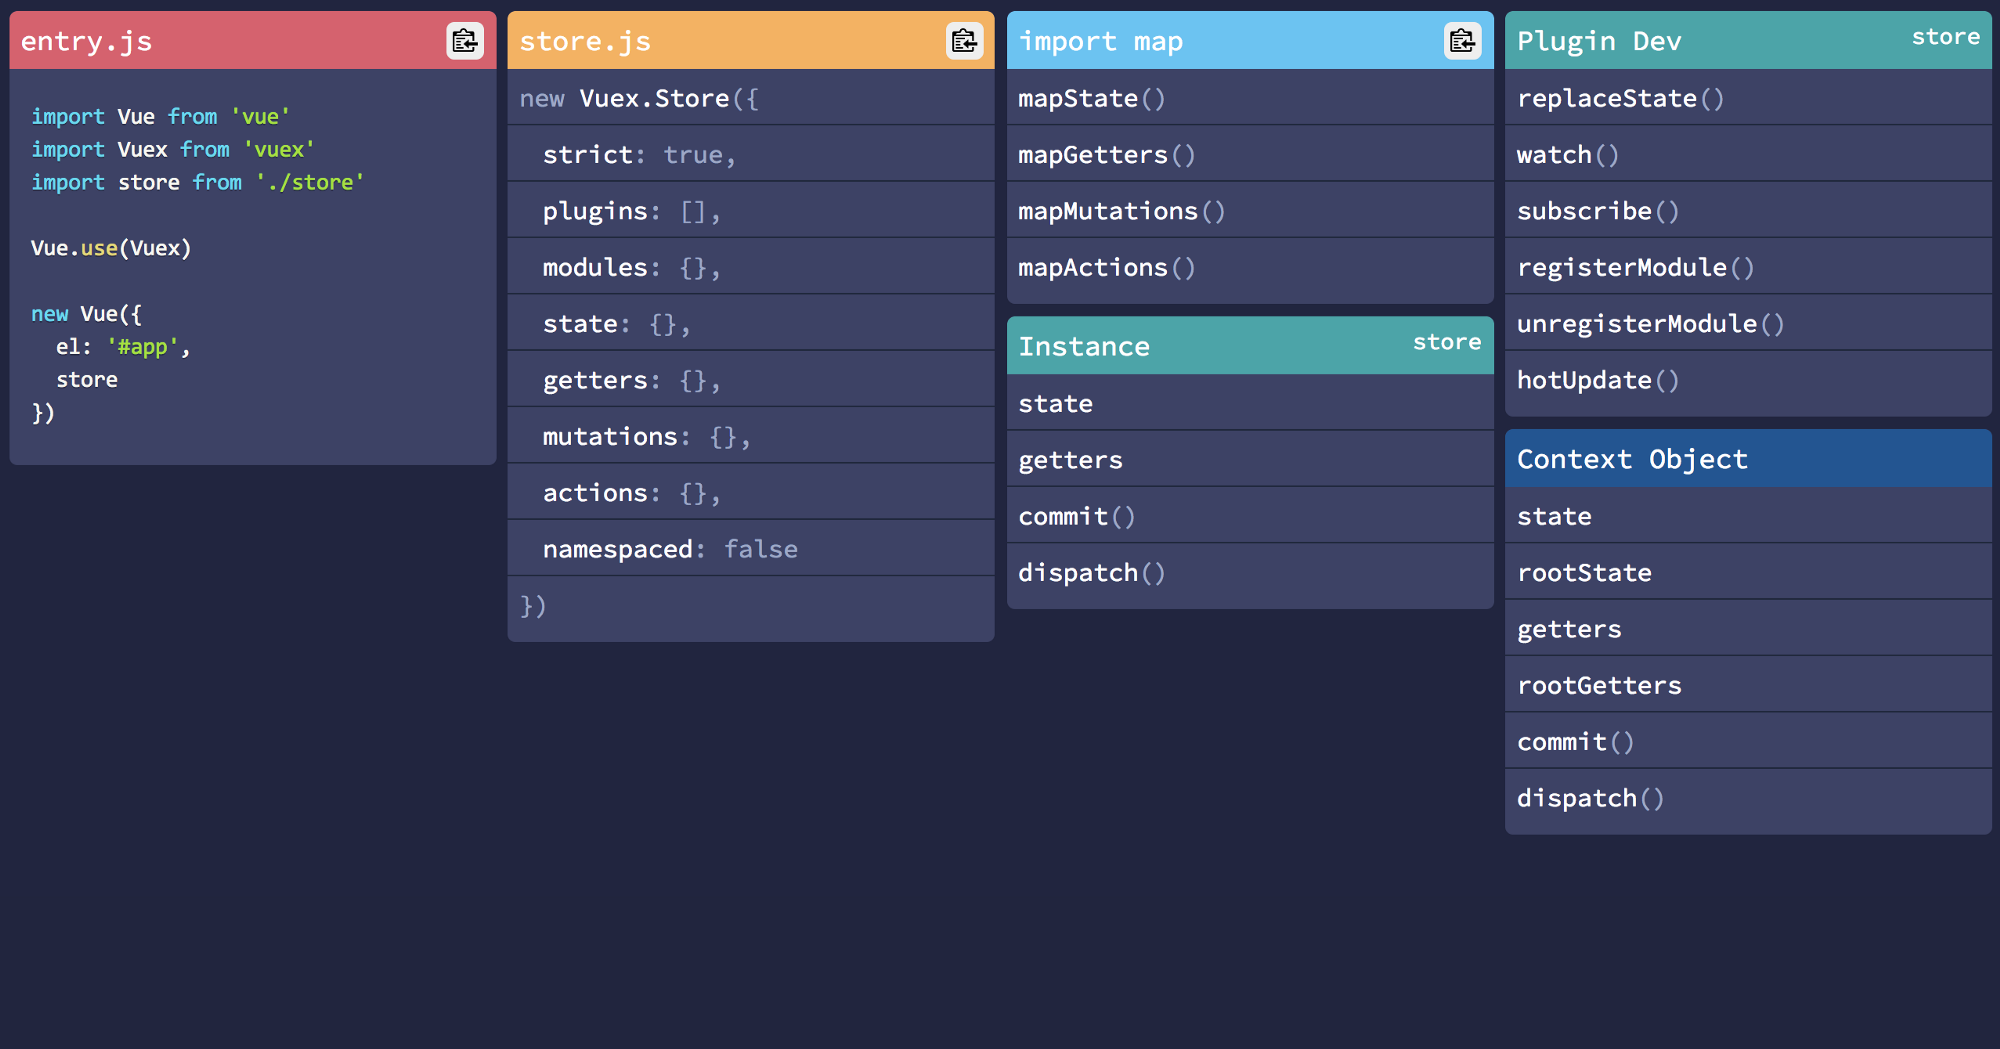 entry.js
import Vue from 'vue'
import Vuex from 'vuex'
import store from './store'
Vue.use(Vuex)
new Vue({
  el: '#app',
  store
})
store.js
new Vuex.Store({
  strict: true,
  plugins: [],
  modules: {},
  state: {},
  getters: {},
  mutations: {},
  actions: {},
  namespaced: false
})
import map
mapState()
mapGetters()
mapMutations()
mapActions()
Instance store
state
getters
commit()
dispatch()
Plugin Dev store
replaceState()
watch()
subscribe()
registerModule()
unregisterModule()
hotUpdate()
Context Object
state
rootState
getters
rootGetters
commit()
dispatch()